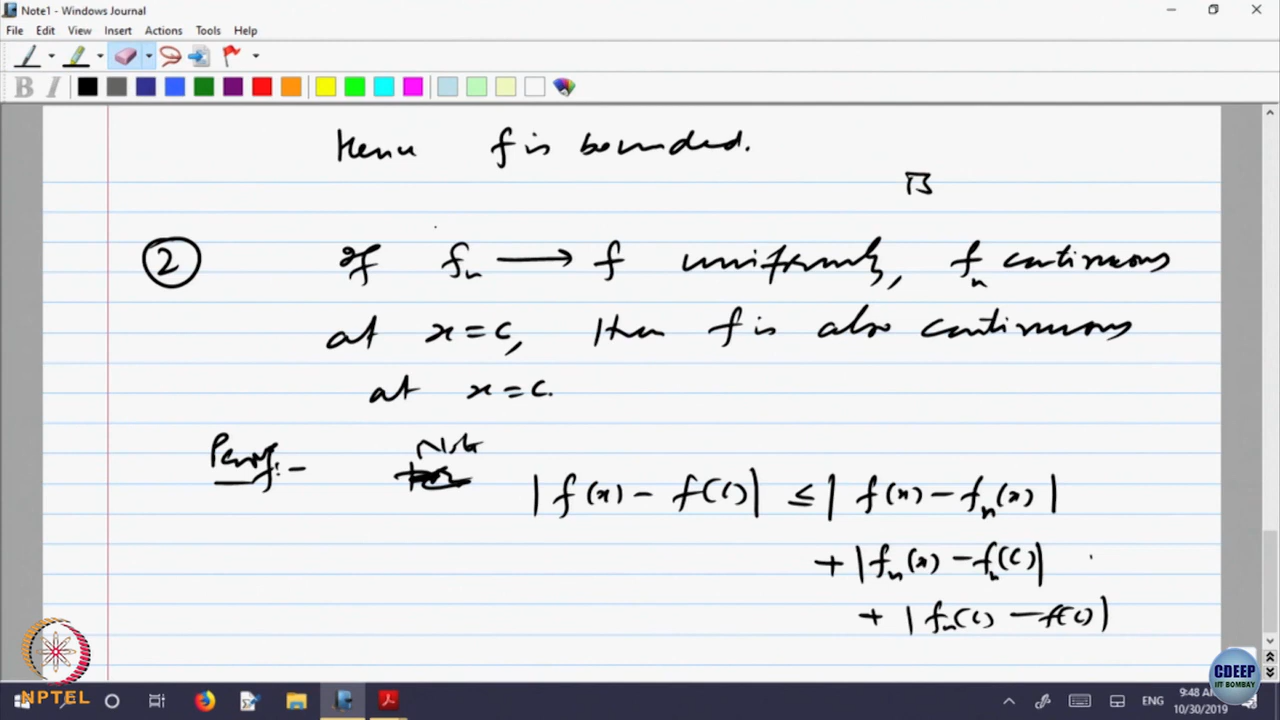 Note1 - Windows Journal
File Edit View Insert Actions Tools Help
B I
Hence f is bounded.
② If fₙ ⟶ f uniformly, fₙ continuous
at x = c, then f is also continuous
at x = c.
Proof:- Note
|f(x) - f(c)| ≤ |f(x) - fₙ(x)|
+ |fₙ(x) - fₙ(c)|
+ |fₙ(c) - f(c)|
NPTEL
CDEEP
IIT BOMBAY
ENG
9:48 AM
10/30/2019